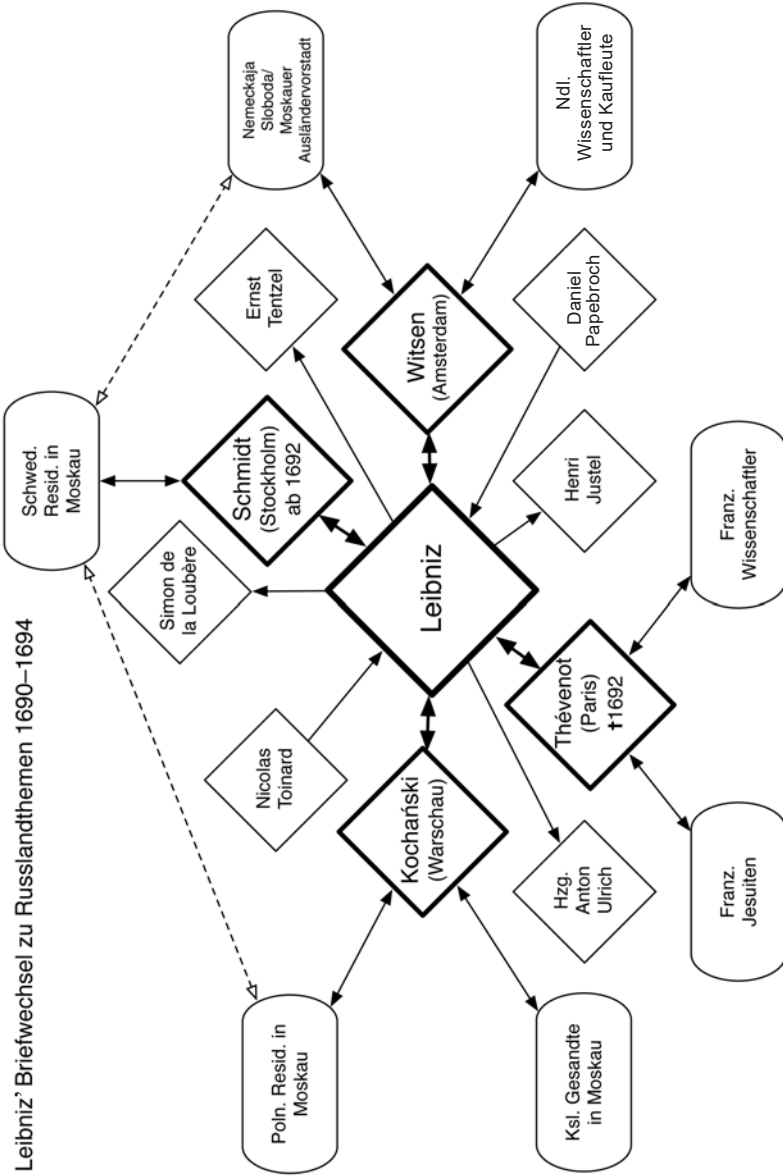 Leibniz’ Briefwechsel zu Russlandthemen 1690–1694
Schwed.
Resid. in
Moskau
Poln. Resid. in
Moskau
Nemeckaja
Sloboda/
Moskauer
Ausländervorstadt
Simon de
la Loubère
Schmidt
(Stockholm)
ab 1692
Ernst
Tentzel
Nicolas
Toinard
Kochański
(Warschau)
Leibniz
Witsen
(Amsterdam)
Hzg.
Anton
Ulrich
Thévenot
(Paris)
✝1692
Henri
Justel
Daniel
Papebroch
Ksl. Gesandte
in Moskau
Franz.
Jesuiten
Franz.
Wissenschaftler
Ndl.
Wissenschaftler
und Kaufleute